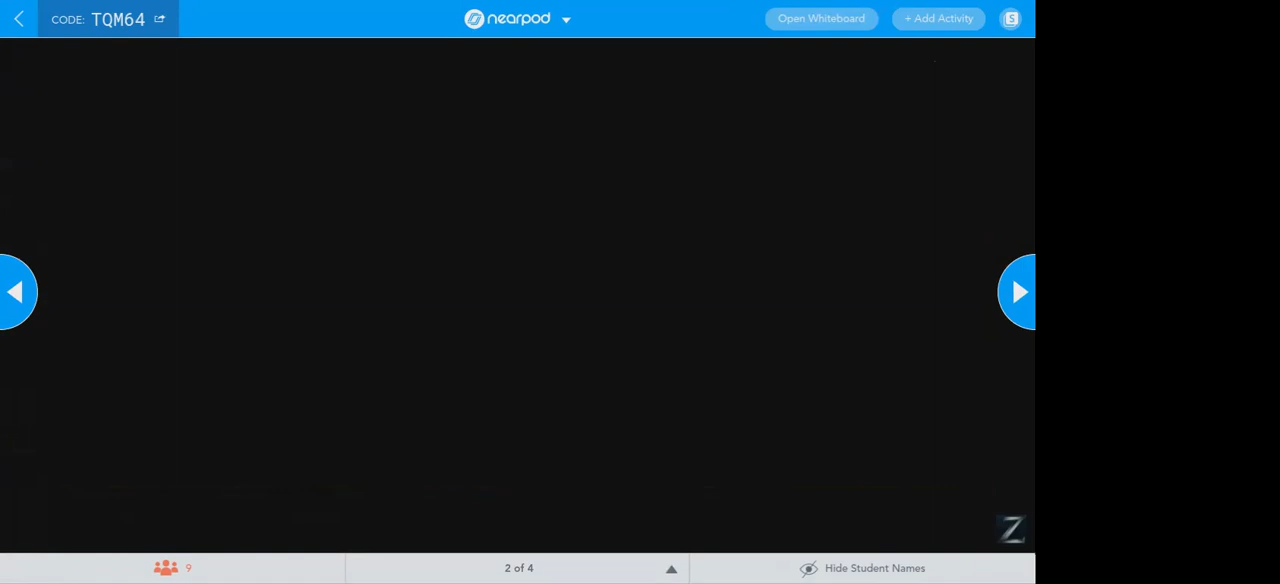 CODE: TQM64
nearpod
Open Whiteboard
+ Add Activity
S
Z
9
2 of 4
Hide Student Names